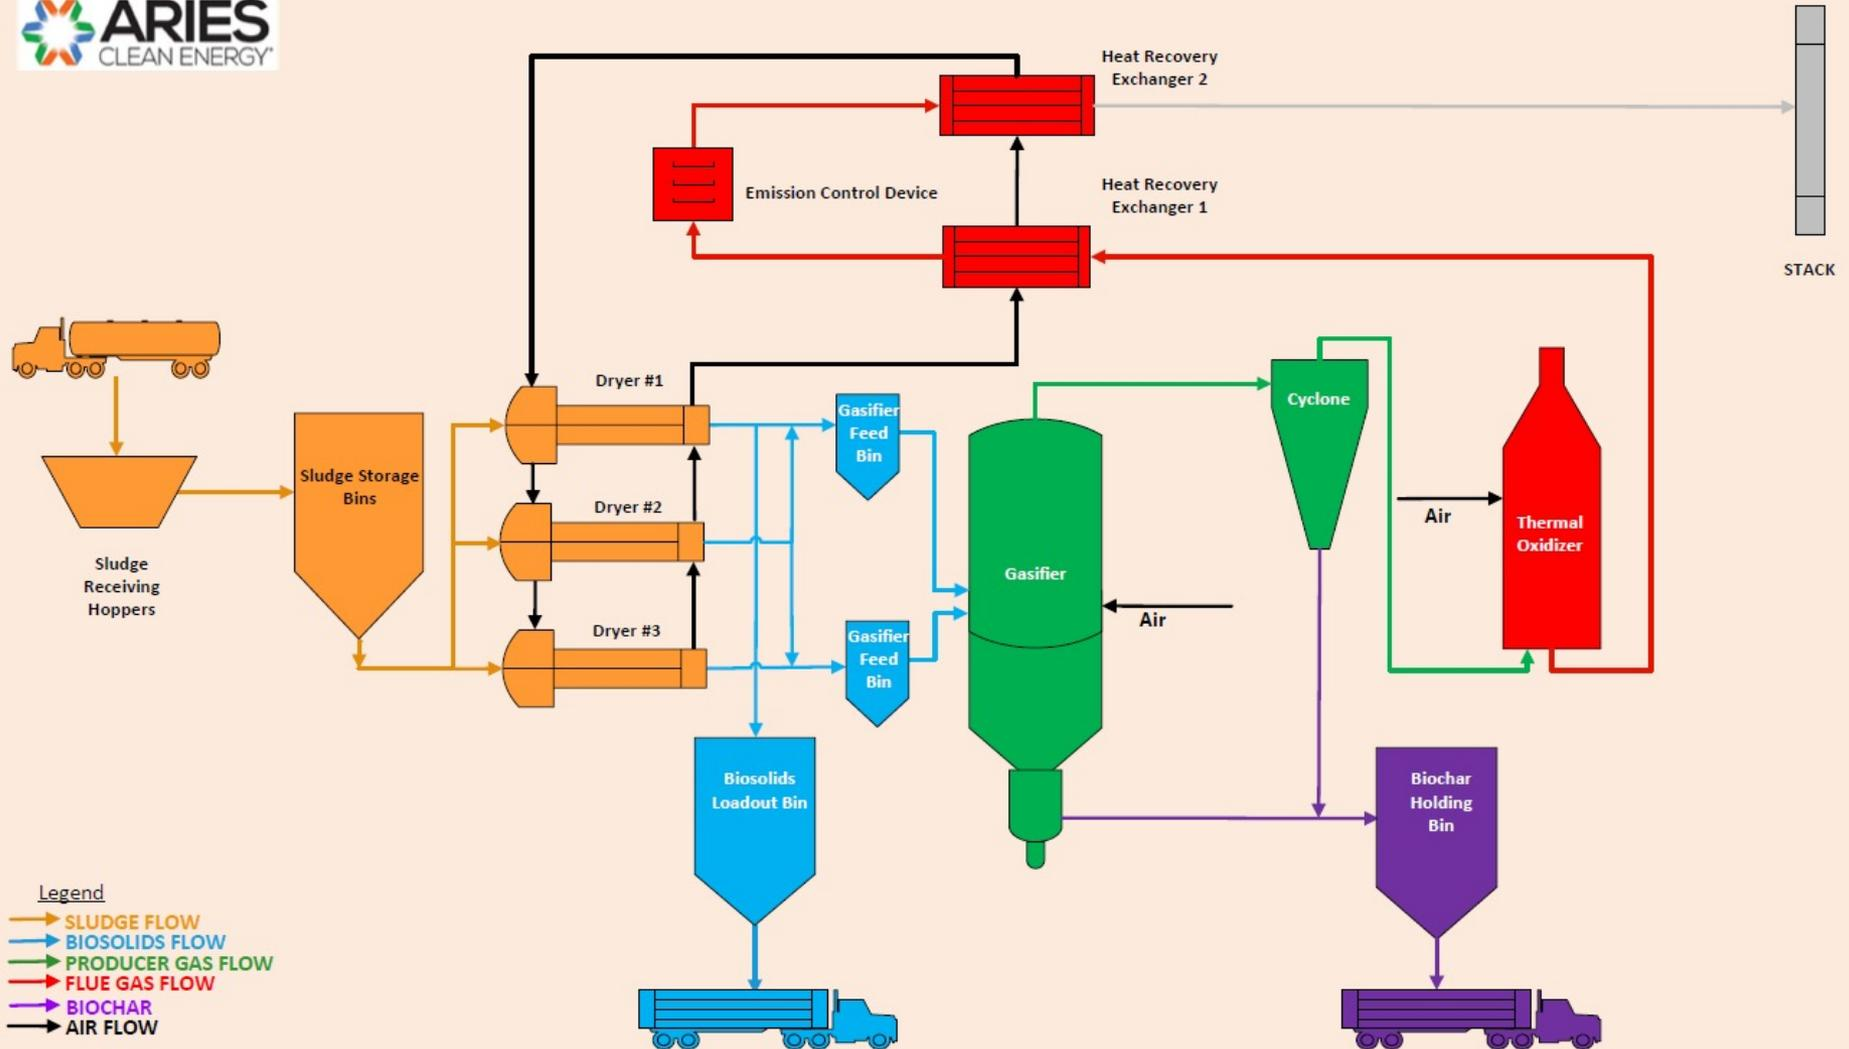 ARIES
CLEAN ENERGY
Heat Recovery
Exchanger 2
Emission Control Device
Heat Recovery
Exchanger 1
STACK
Dryer #1
Gasifier
Feed
Bin
Cyclone
Sludge Storage
Bins
Dryer #2
Air
Thermal
Oxidizer
Sludge
Receiving
Hoppers
Gasifier
Air
Dryer #3
Gasifier
Feed
Bin
Biosolids
Loadout Bin
Biochar
Holding
Bin
Legend
SLUDGE FLOW
BIOSOLIDS FLOW
PRODUCER GAS FLOW
FLUE GAS FLOW
BIOCHAR
AIR FLOW